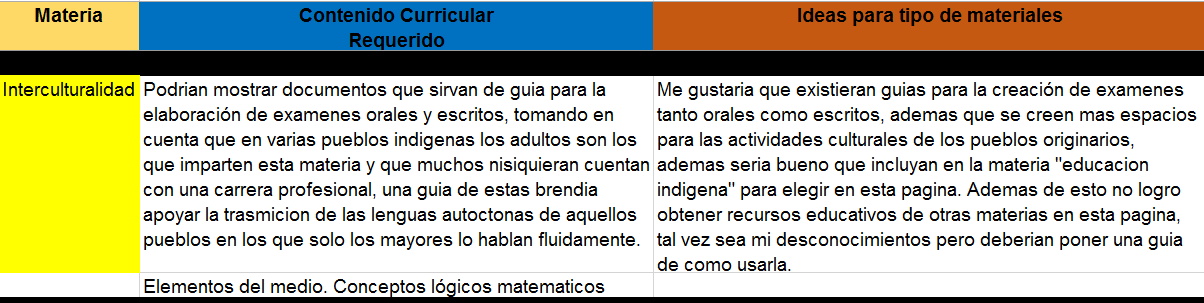 Materia
Contenido Curricular
Requerido
Ideas para tipo de materiales
Interculturalidad
Podrian mostrar documentos que sirvan de guia para la
elaboración de examenes orales y escritos, tomando en
cuenta que en varias pueblos indigenas los adultos son los
que imparten esta materia y que muchos nisiquieran cuentan
con una carrera profesional, una guia de estas brendia
apoyar la trasmicion de las lenguas autoctonas de aquellos
pueblos en los que solo los mayores lo hablan fluidamente.
Me gustaria que existieran guias para la creación de examenes
tanto orales como escritos, ademas que se creen mas espacios
para las actividades culturales de los pueblos originarios,
ademas seria bueno que incluyan en la materia "educacion
indigena" para elegir en esta pagina. Ademas de esto no logro
obtener recursos educativos de otras materias en esta pagina,
tal vez sea mi desconocimientos pero deberian poner una guia
de como usarla.
Elementos del medio. Conceptos lógicos matematicos